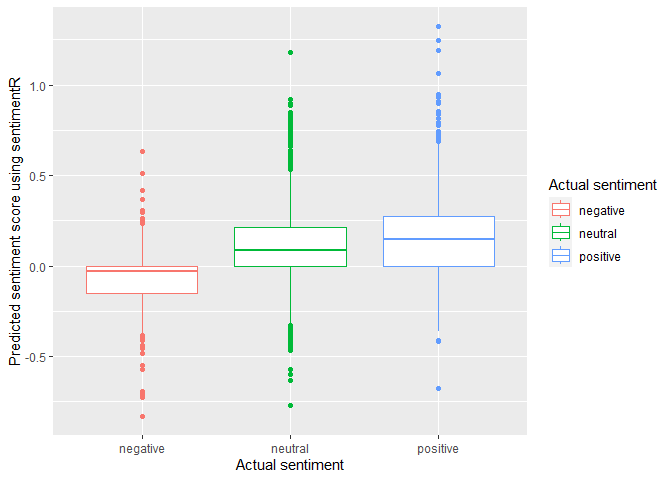 Predicted sentiment score using sentimentR
1.0
0.5
0.0
-0.5
negative
neutral
positive
Actual sentiment
Actual sentiment
negative
neutral
positive